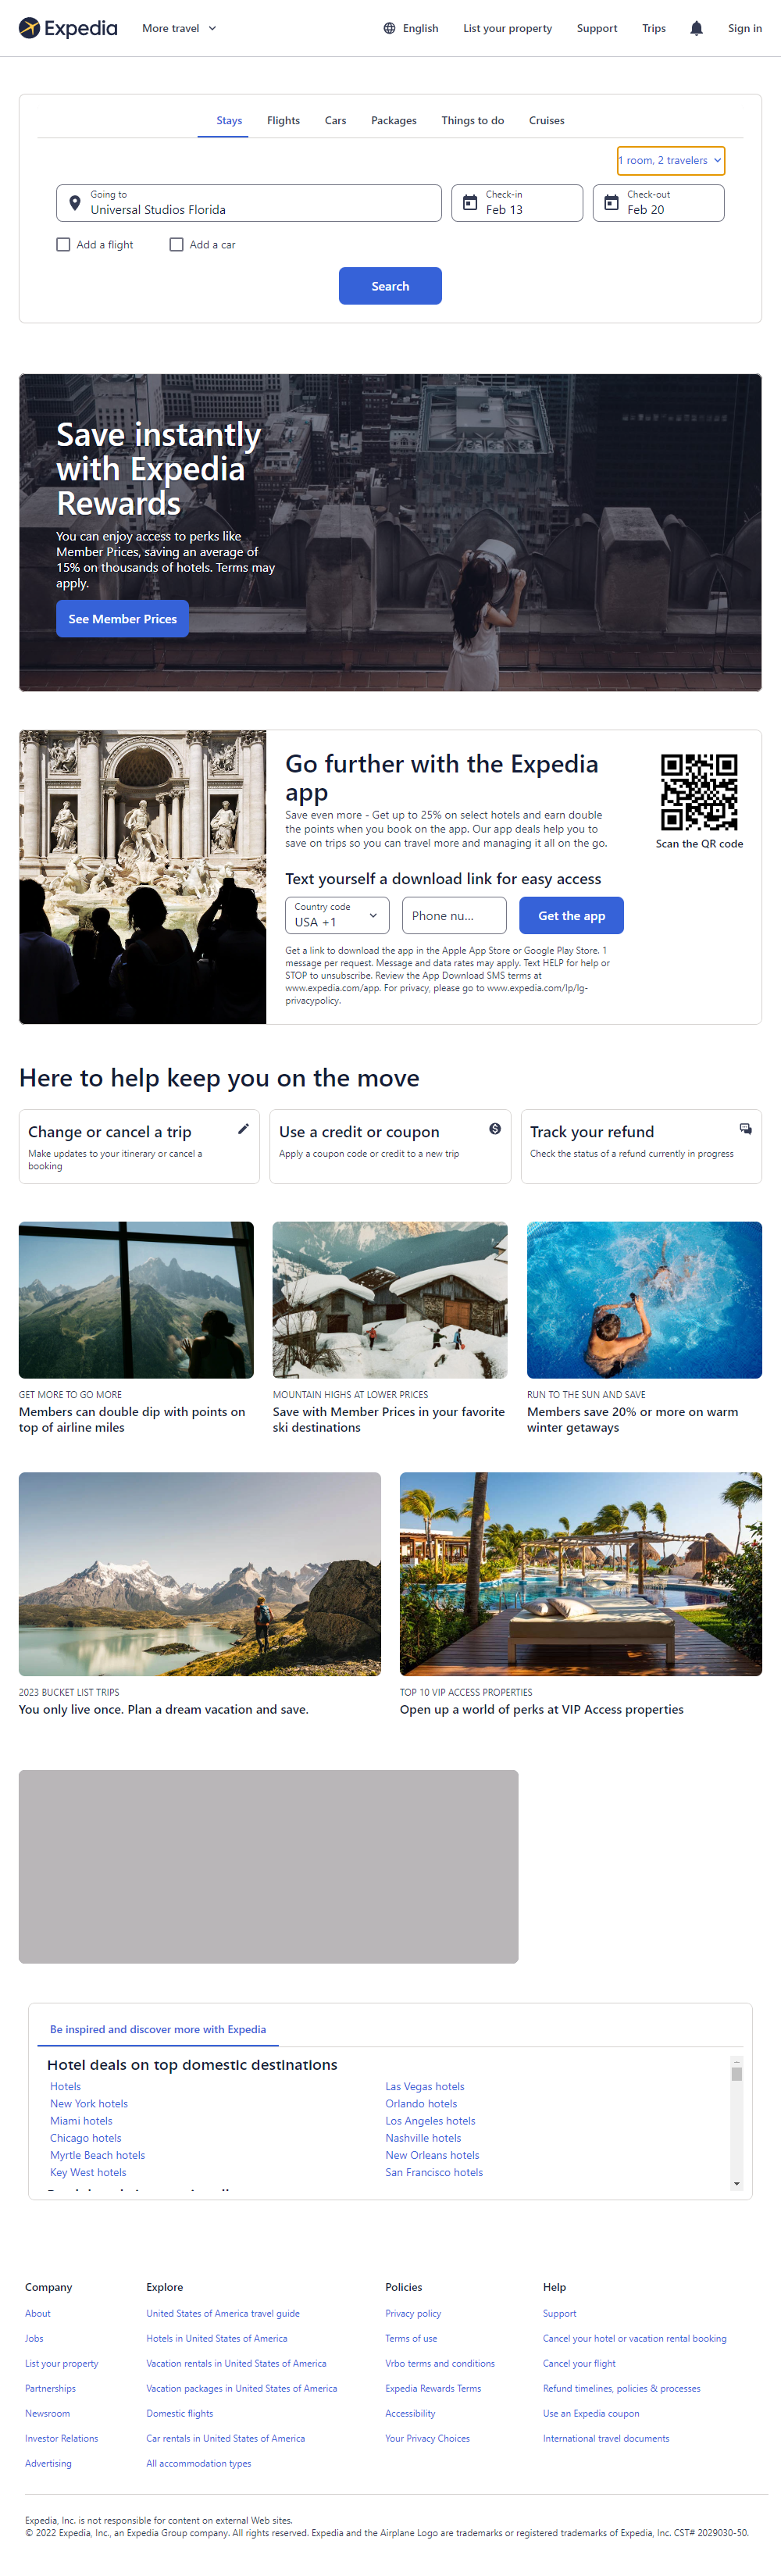 Expedia
More travel
English
List your property
Support
Trips
Sign in
Stays
Flights
Cars
Packages
Things to do
Cruises
1 room, 2 travelers
Going to
Universal Studios Florida
Check-in
Feb 13
Check-out
Feb 20
Add a flight
Add a car
Search
Save instantly
with Expedia
Rewards
You can enjoy access to perks like
Member Prices, saving an average of
15% on thousands of hotels. Terms may
apply.
See Member Prices
Go further with the Expedia
app
Save even more - Get up to 25% on select hotels and earn double
the points when you book on the app. Our app deals help you to
save on trips so you can travel more and managing it all on the go.
Scan the QR code
Text yourself a download link for easy access
Country code
USA +1
Phone nu...
Get the app
Get a link to download the app in the Apple App Store or Google Play Store. 1
message per request. Message and data rates may apply. Text HELP for help or
STOP to unsubscribe. Review the App Download SMS terms at
www.expedia.com/app. For privacy, please go to www.expedia.com/lp/lg-
privacypolicy.
Here to help keep you on the move
Change or cancel a trip
Make updates to your itinerary or cancel a
booking
Use a credit or coupon
Apply a coupon code or credit to a new trip
Track your refund
Check the status of a refund currently in progress
GET MORE TO GO MORE
Members can double dip with points on
top of airline miles
MOUNTAIN HIGHS AT LOWER PRICES
Save with Member Prices in your favorite
ski destinations
RUN TO THE SUN AND SAVE
Members save 20% or more on warm
winter getaways
2023 BUCKET LIST TRIPS
You only live once. Plan a dream vacation and save.
TOP 10 VIP ACCESS PROPERTIES
Open up a world of perks at VIP Access properties
Be inspired and discover more with Expedia
Hotel deals on top domestic destinations
Hotels
Las Vegas hotels
New York hotels
Orlando hotels
Miami hotels
Los Angeles hotels
Chicago hotels
Nashville hotels
Myrtle Beach hotels
New Orleans hotels
Key West hotels
San Francisco hotels
Company
About
Jobs
List your property
Partnerships
Newsroom
Investor Relations
Advertising
Explore
United States of America travel guide
Hotels in United States of America
Vacation rentals in United States of America
Vacation packages in United States of America
Domestic flights
Car rentals in United States of America
All accommodation types
Policies
Privacy policy
Terms of use
Vrbo terms and conditions
Expedia Rewards Terms
Accessibility
Your Privacy Choices
Help
Support
Cancel your hotel or vacation rental booking
Cancel your flight
Refund timelines, policies & processes
Use an Expedia coupon
International travel documents
Expedia, Inc. is not responsible for content on external Web sites.
© 2022 Expedia, Inc., an Expedia Group company. All rights reserved. Expedia and the Airplane Logo are trademarks or registered trademarks of Expedia, Inc. CST# 2029030-50.